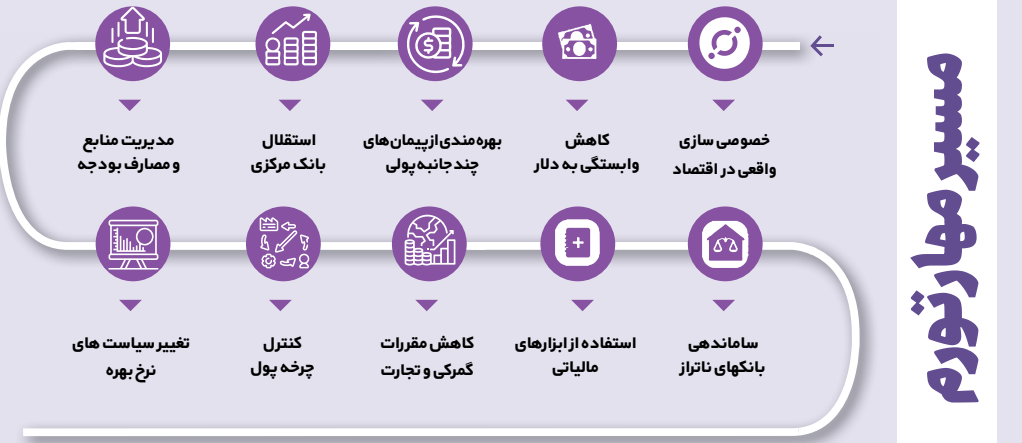 مسیر مهار تورم
خصوصی سازی
واقعی در اقتصاد
کاهش
وابستگی به دلار
بهره‌مندی از پیمان‌های
چند جانبه پولی
استقلال
بانک مرکزی
مدیریت منابع
و مصارف بودجه
تغییر سیاست های
نرخ بهره
کنترل
چرخه پول
کاهش مقررات
گمرکی و تجارت
استفاده از ابزارهای
مالیاتی
ساماندهی
بانکهای ناتراز